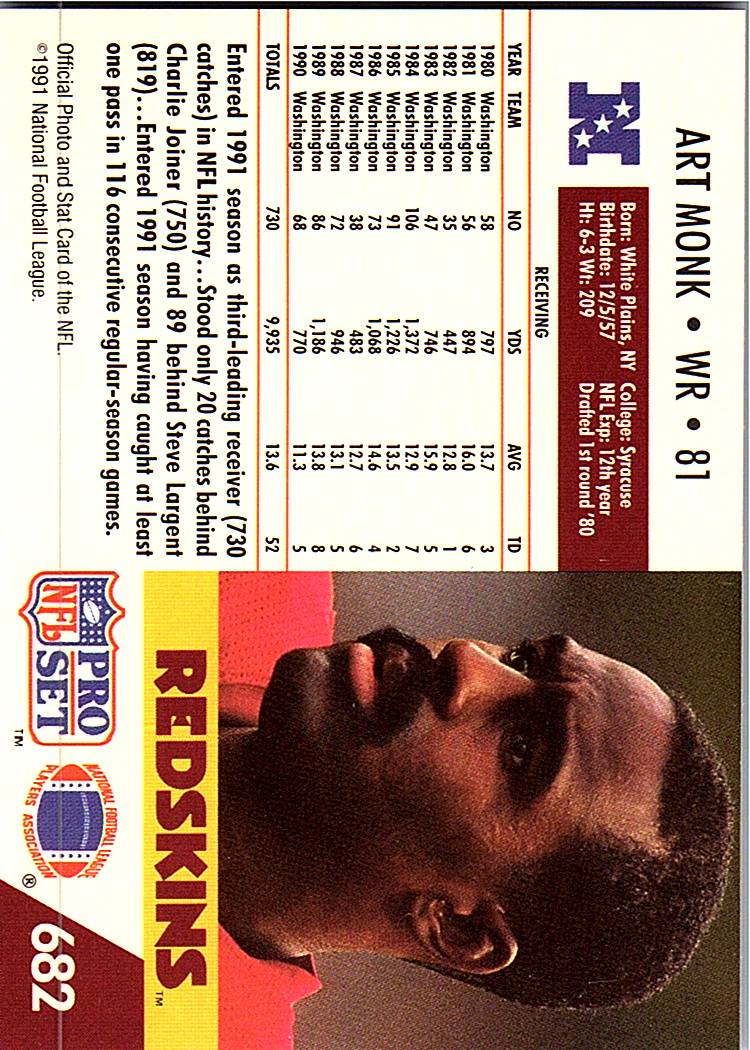 ART MONK • WR • 81
N
Born: White Plains, NY College: Syracuse
Birthdate: 12/5/57 NFL Exp: 12th year
Ht: 6-3 Wt: 209 Drafted 1st round '80
RECEIVING
YEAR TEAM NO YDS AVG TD
1980 Washington 58 797 13.7 3
1981 Washington 56 894 16.0 6
1982 Washington 35 447 12.8 1
1983 Washington 47 746 15.9 5
1984 Washington 106 1,372 12.9 7
1985 Washington 91 1,226 13.5 2
1986 Washington 73 1,068 14.6 4
1987 Washington 38 483 12.7 6
1988 Washington 72 946 13.1 5
1989 Washington 86 1,186 13.8 8
1990 Washington 68 770 11.3 5
TOTALS 730 9,935 13.6 52
Entered 1991 season as third-leading receiver (730
catches) in NFL history...Stood only 20 catches behind
Charlie Joiner (750) and 89 behind Steve Largent
(819)...Entered 1991 season having caught at least
one pass in 116 consecutive regular-season games.
Official Photo and Stat Card of the NFL.
©1991 National Football League.
REDSKINS™
NFL PRO
SET™
NATIONAL FOOTBALL LEAGUE
PLAYERS ASSOCIATION®
682